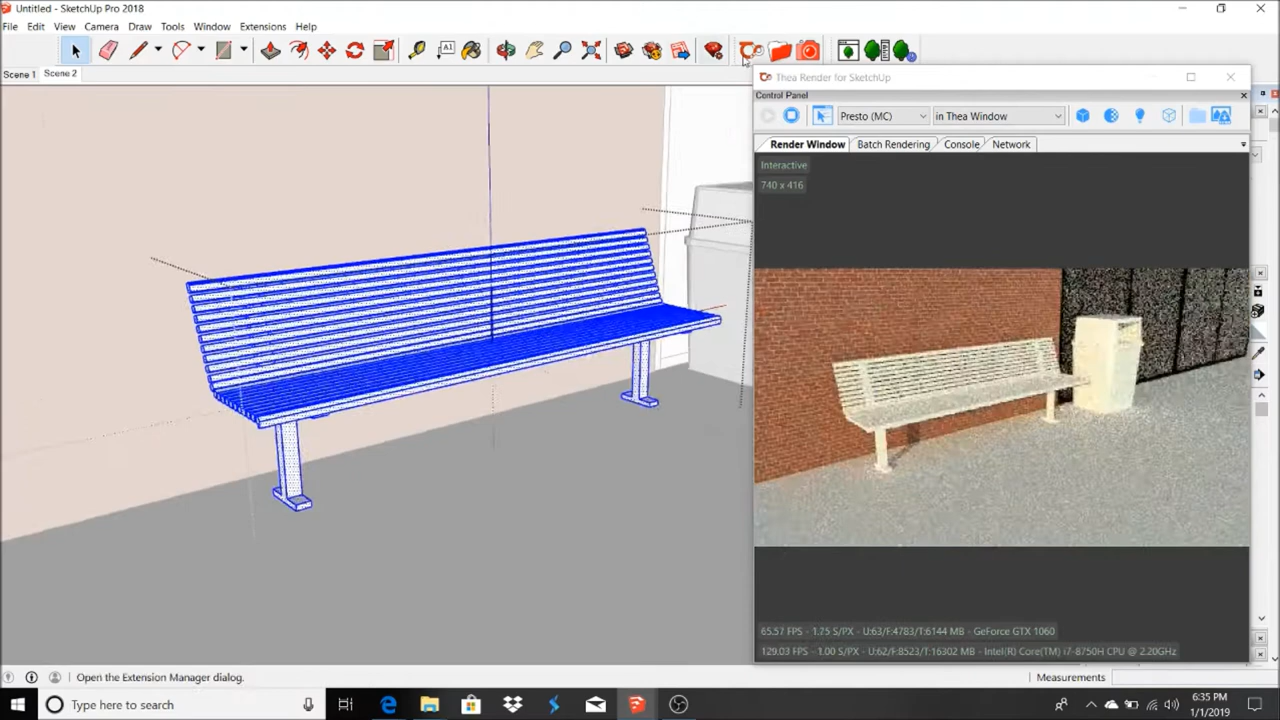 Untitled - SketchUp Pro 2018
File Edit View Camera Draw Tools Window Extensions Help
Scene 1 Scene 2
Thea Render for SketchUp
Control Panel
Presto (MC) in Thea Window
Render Window Batch Rendering Console Network
Interactive
740 x 416
65.57 FPS - 1.75 S/PX - U:63/F:4783/T:6144 MB - GeForce GTX 1060
129.03 FPS - 1.00 S/PX - U:62/F:8523/T:16302 MB - Intel(R) Core(TM) i7-8750H CPU @ 2.20GHz
Open the Extension Manager dialog. Measurements
Type here to search
6:35 PM
1/1/2019